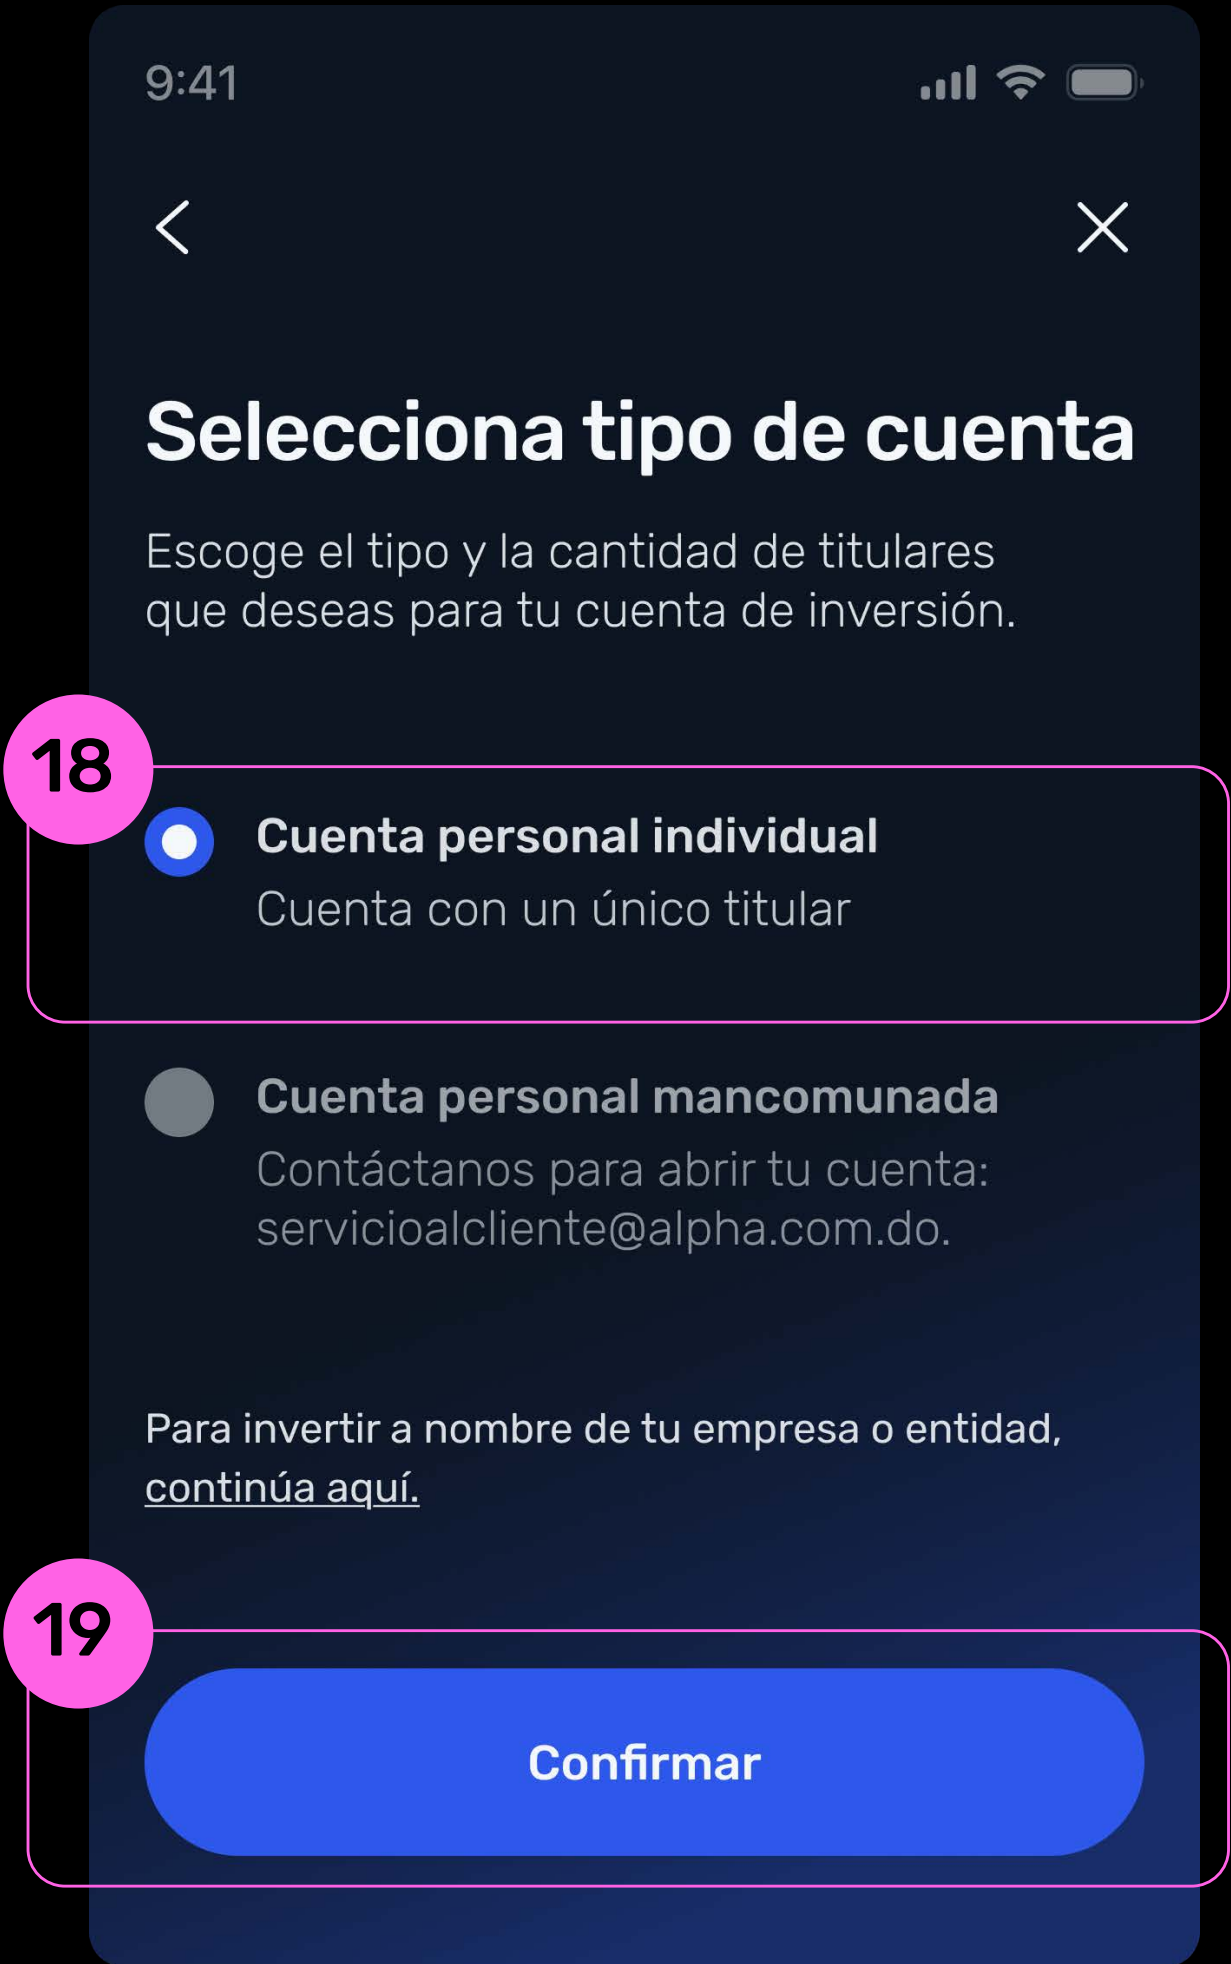 9:41
Selecciona tipo de cuenta
Escoge el tipo y la cantidad de titulares
que deseas para tu cuenta de inversión.
18
Cuenta personal individual
Cuenta con un único titular
Cuenta personal mancomunada
Contáctanos para abrir tu cuenta:
servicioalcliente@alpha.com.do.
Para invertir a nombre de tu empresa o entidad,
continúa aquí.
19
Confirmar